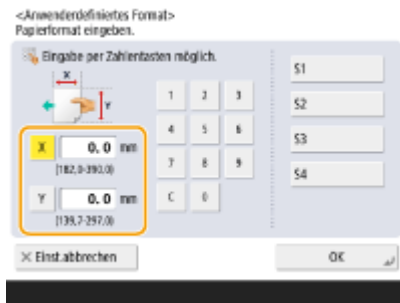 <Anwenderdefiniertes Format>
Papierformat eingeben.
Eingabe per Zahlentasten möglich.
X
Y
X 0.0 mm
(182,0-390,0)
Y 0.0 mm
(139,7-297,0)
1 2 3
4 5 6
7 8 9
C 0
S1
S2
S3
S4
× Einst.abbrechen
OK